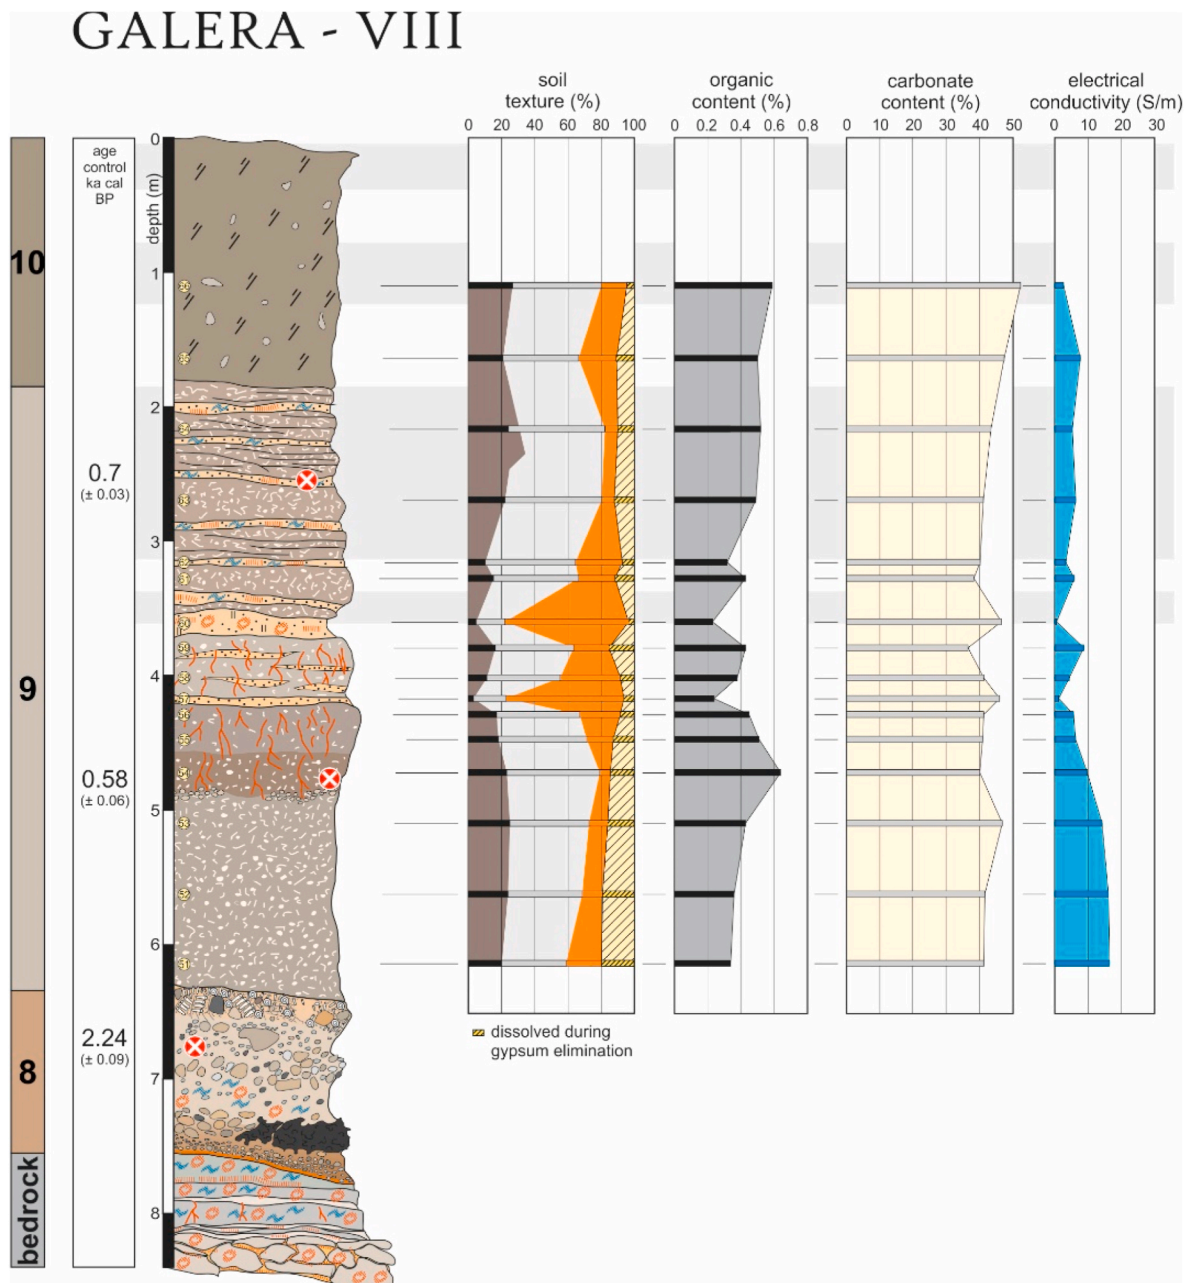 GALERA - VIII
soil
texture (%)
organic
content (%)
carbonate
content (%)
electrical
conductivity (S/m)
0 20 40 60 80 100
0 0.2 0.4 0.6 0.8
0 10 20 30 40 50
0 10 20 30
age
control
ka cal
BP
depth (m)
0
1
2
3
4
5
6
7
8
10
9
8
bedrock
0.7
(± 0.03)
0.58
(± 0.06)
2.24
(± 0.09)
dissolved during
gypsum elimination